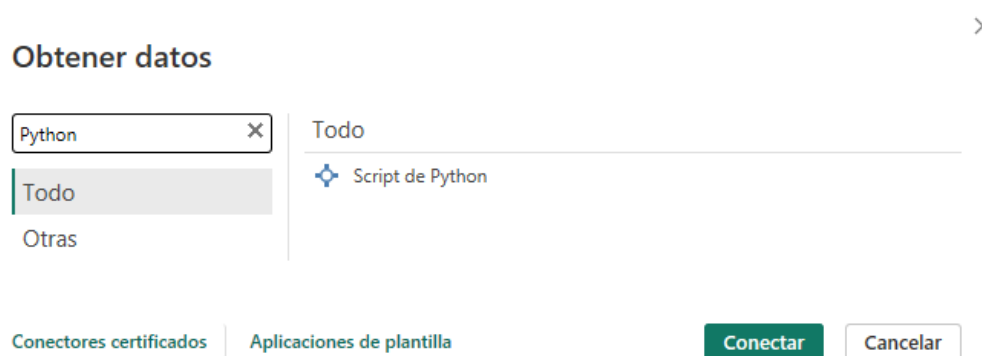 Obtener datos
Python
Todo
Otras
Todo
Script de Python
Conectores certificados
Aplicaciones de plantilla
Conectar
Cancelar